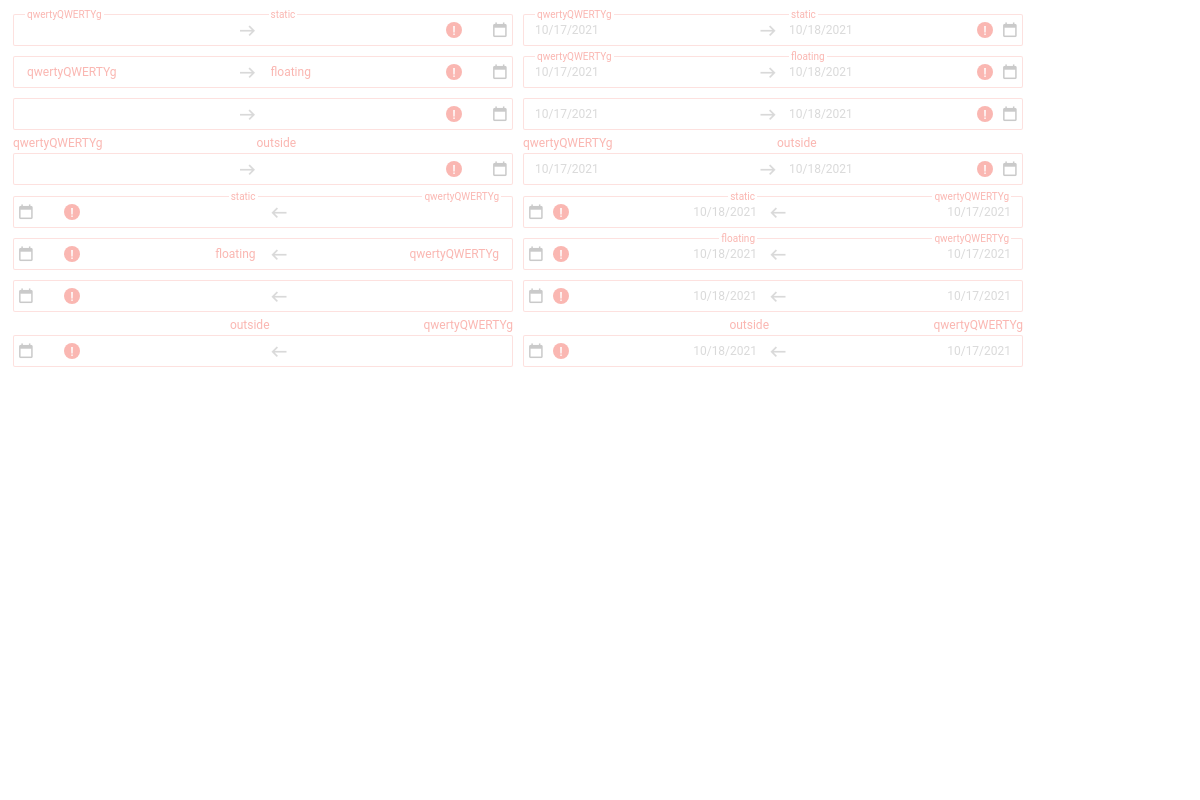 qwertyQWERTYg static qwertyQWERTYg static
10/17/2021 10/18/2021
qwertyQWERTYg floating
qwertyQWERTYg floating 10/17/2021 10/18/2021
10/17/2021 10/18/2021
qwertyQWERTYg outside qwertyQWERTYg outside
10/17/2021 10/18/2021
static qwertyQWERTYg static qwertyQWERTYg
10/18/2021 10/17/2021
floating qwertyQWERTYg
floating qwertyQWERTYg 10/18/2021 10/17/2021
10/18/2021 10/17/2021
outside qwertyQWERTYg outside qwertyQWERTYg
10/18/2021 10/17/2021